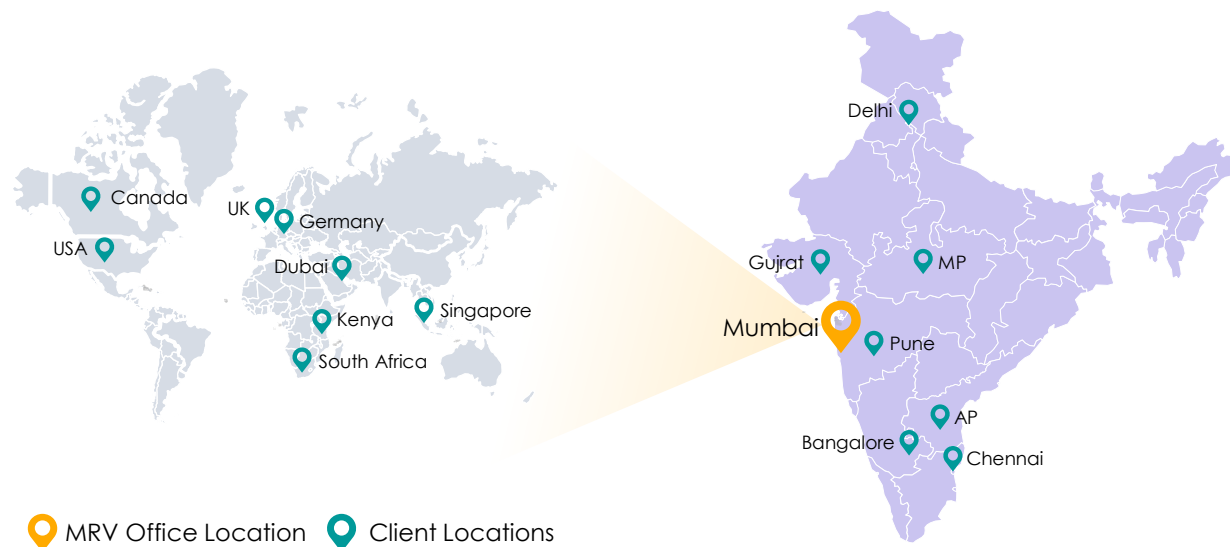 Canada
UK
Germany
USA
Dubai
Singapore
Kenya
South Africa
Delhi
Gujrat
MP
Mumbai
Pune
AP
Bangalore
Chennai
MRV Office Location
Client Locations